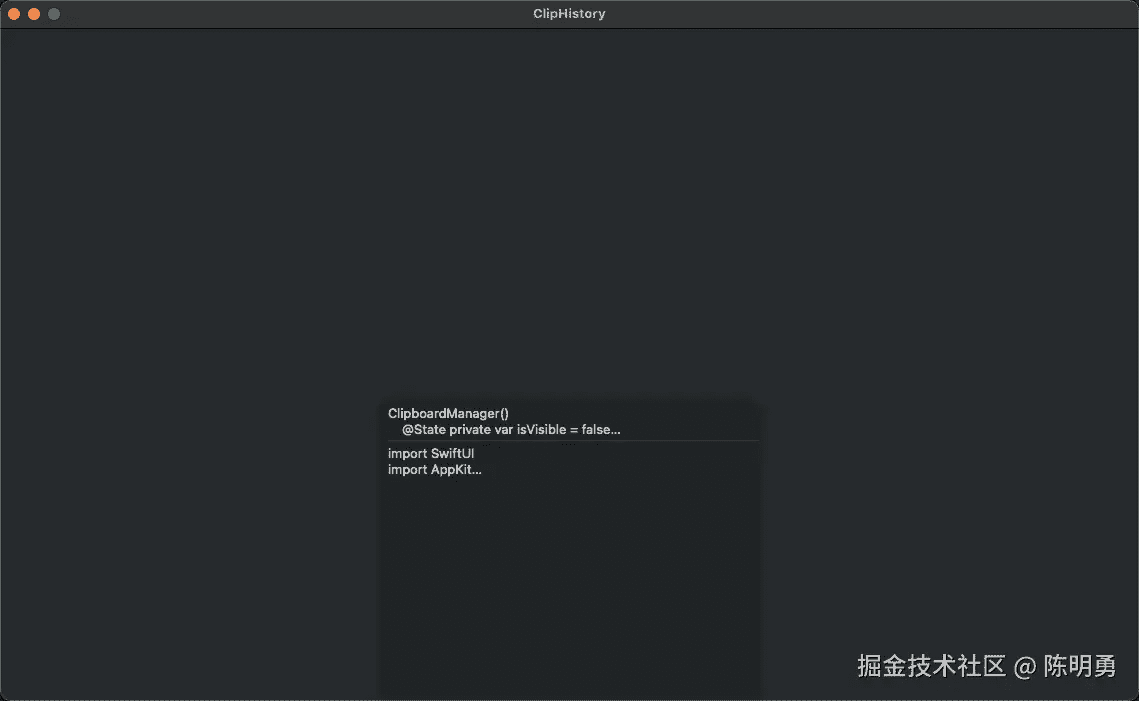 ClipHistory
ClipboardManager()
@State private var isVisible = false...
import SwiftUI
import AppKit...
掘金技术社区 @ 陈明勇